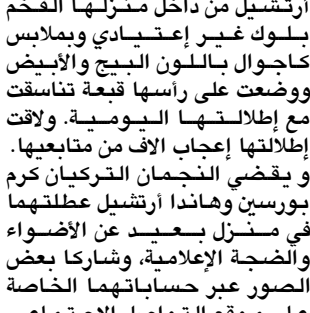 أرتشيل من داخل منزلها الفخم
بلوك غير إعتيادي وبملابس
كاجوال باللون البيج والأبيض
ووضعت على رأسها قبعة تناسقت
مع إطلالتها اليومية. ولاقت
إطلالتها إعجاب الاف من متابعيها.
و يقضي النجمان التركيان كرم
بورسين وهاندا أرتشيل عطلتهما
في منزل بعيد عن الأضواء
والضجة الإعلامية، وشاركا بعض
الصور عبر حساباتهما الخاصة